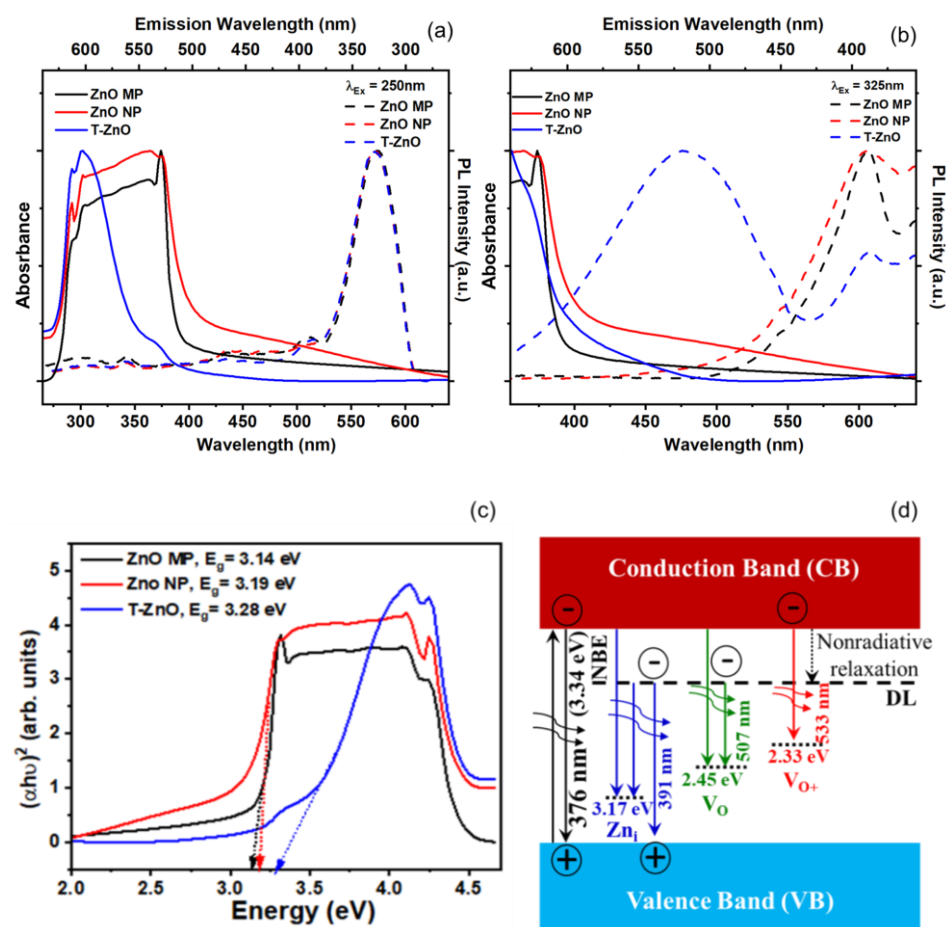 Emission Wavelength (nm)
600 550 500 450 400 350 300
(a)
λEx = 250nm
ZnO MP
ZnO NP
T-ZnO
ZnO MP
ZnO NP
T-ZnO
Abosrbance
PL Intensity (a.u.)
250 300 350 400 450 500 550 600
Wavelength (nm)
Emission Wavelength (nm)
600 550 500 450 400
(b)
λEx = 325nm
ZnO MP
ZnO NP
T-ZnO
ZnO MP
ZnO NP
T-ZnO
Abosrbance
PL Intensity (a.u.)
400 450 500 550 600
Wavelength (nm)
(c)
ZnO MP, Eg= 3.14 eV
Zno NP, Eg= 3.19 eV
T-ZnO, Eg= 3.28 eV
(αhυ)² (arb. units)
5
4
3
2
1
0
2.0 2.5 3.0 3.5 4.0 4.5
Energy (eV)
(d)
Conduction Band (CB)
376 nm (3.34 eV)
NBE
Nonradiative
relaxation
DL
391 nm
507 nm
533 nm
3.17 eV
Zni
2.45 eV
VO
2.33 eV
VO+
Valence Band (VB)